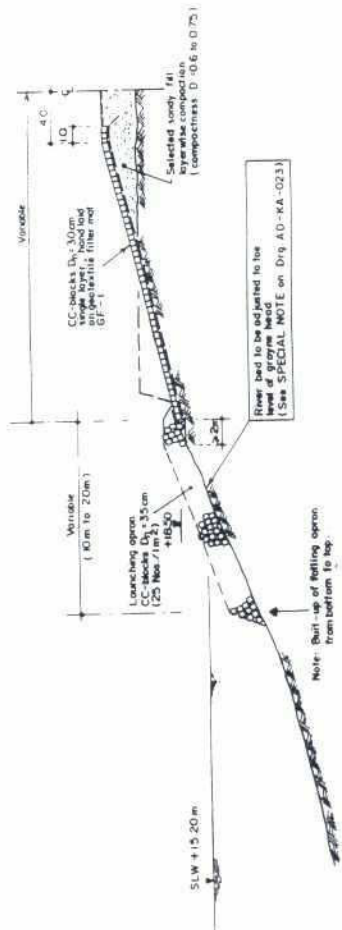 Variable
4.0
1.0
C
L
CC-blocks Dn = 30cm
single layer, hand laid
on geotextile filter mat
GF-1
Selected sandy fill
layerwise compaction
(compactness D = 0.6 to 0.75)
Variable
(10m to 20m)
Launching apron
CC-blocks Dn = 35cm
(25 Nos./1m2)
+18.50
> 2m
River bed to be adjusted to toe
level of groyne head
(See SPECIAL NOTE on Drg AD-KA-023)
SLW +15.20m
Note: Built-up of falling apron
from bottom to top.